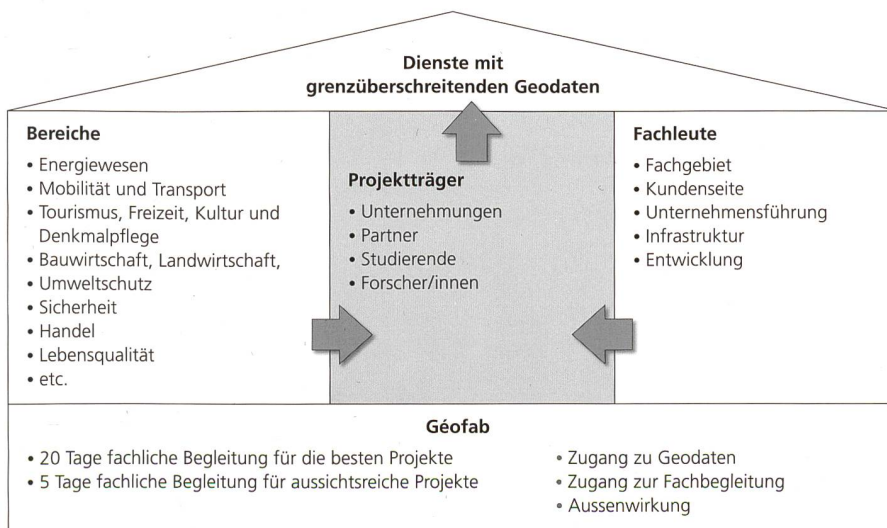 Dienste mit
grenzüberschreitenden Geodaten
Bereiche
• Energiewesen
• Mobilität und Transport
• Tourismus, Freizeit, Kultur und
Denkmalpflege
• Bauwirtschaft, Landwirtschaft,
• Umweltschutz
• Sicherheit
• Handel
• Lebensqualität
• etc.
Projektträger
• Unternehmungen
• Partner
• Studierende
• Forscher/innen
Fachleute
• Fachgebiet
• Kundenseite
• Unternehmensführung
• Infrastruktur
• Entwicklung
Géofab
• 20 Tage fachliche Begleitung für die besten Projekte
• 5 Tage fachliche Begleitung für aussichtsreiche Projekte
• Zugang zu Geodaten
• Zugang zur Fachbegleitung
• Aussenwirkung